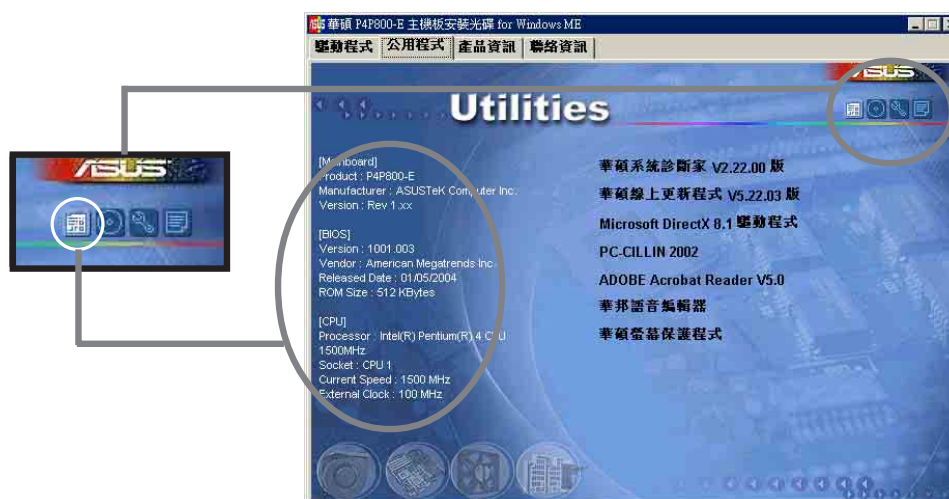 華碩 P4P800-E 主機板安裝光碟 for Windows ME
驅動程式 公用程式 產品資訊 聯絡資訊
ASUS
Utilities
ASUS
[Mainboard]
Product : P4P800-E
Manufacturer : ASUSTeK Computer Inc.
Version : Rev 1.xx
[BIOS]
Version : 1001.003
Vendor : American Megatrends Inc.
Released Date : 01/05/2004
ROM Size : 512 KBytes
[CPU]
Processor : Intel(R) Pentium(R) 4 CPU
1500MHz
Socket : CPU 1
Current Speed : 1500 MHz
External Clock : 100 MHz
華碩系統診斷家 V2.22.00 版
華碩線上更新程式 V5.22.03 版
Microsoft DirectX 8.1 驅動程式
PC-CILLIN 2002
ADOBE Acrobat Reader V5.0
華邦語音編輯器
華碩螢幕保護程式